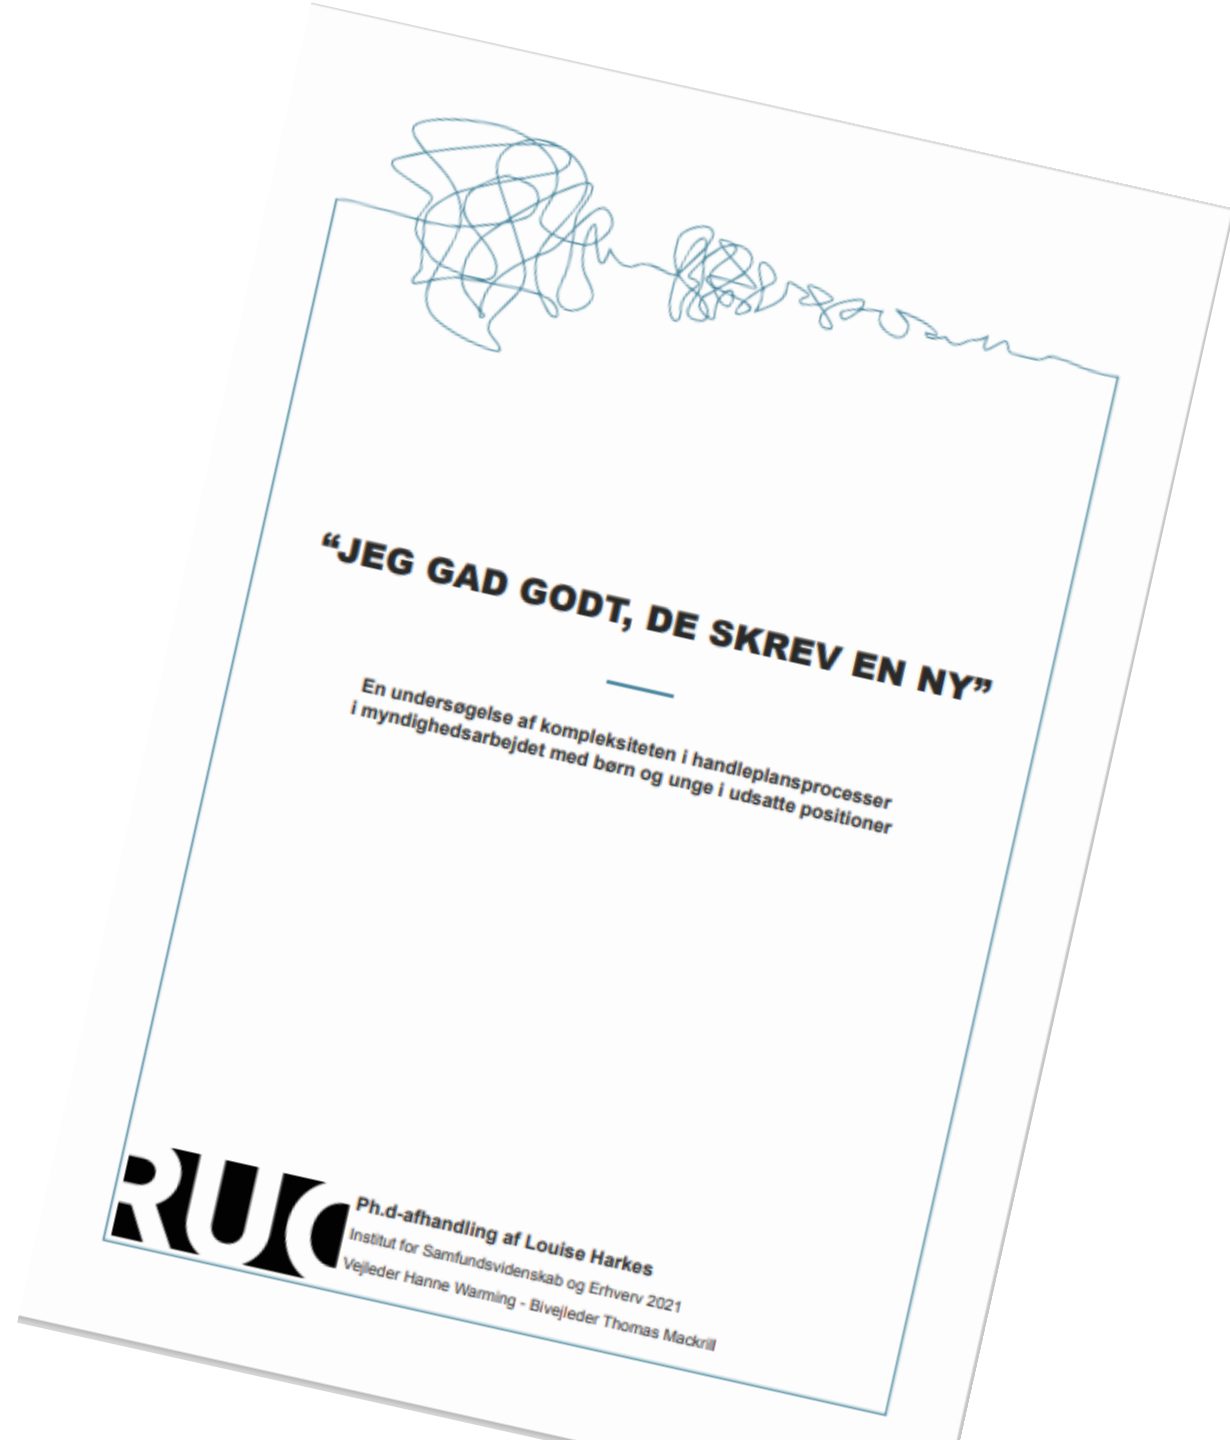 “JEG GAD GODT, DE SKREV EN NY”
En undersøgelse af kompleksiteten i handleplansprocesser
i myndighedsarbejdet med børn og unge i udsatte positioner
RUC
Ph.d-afhandling af Louise Harkes
Institut for Samfundsvidenskab og Erhverv 2021
Vejleder Hanne Warming - Bivejleder Thomas Mackrill